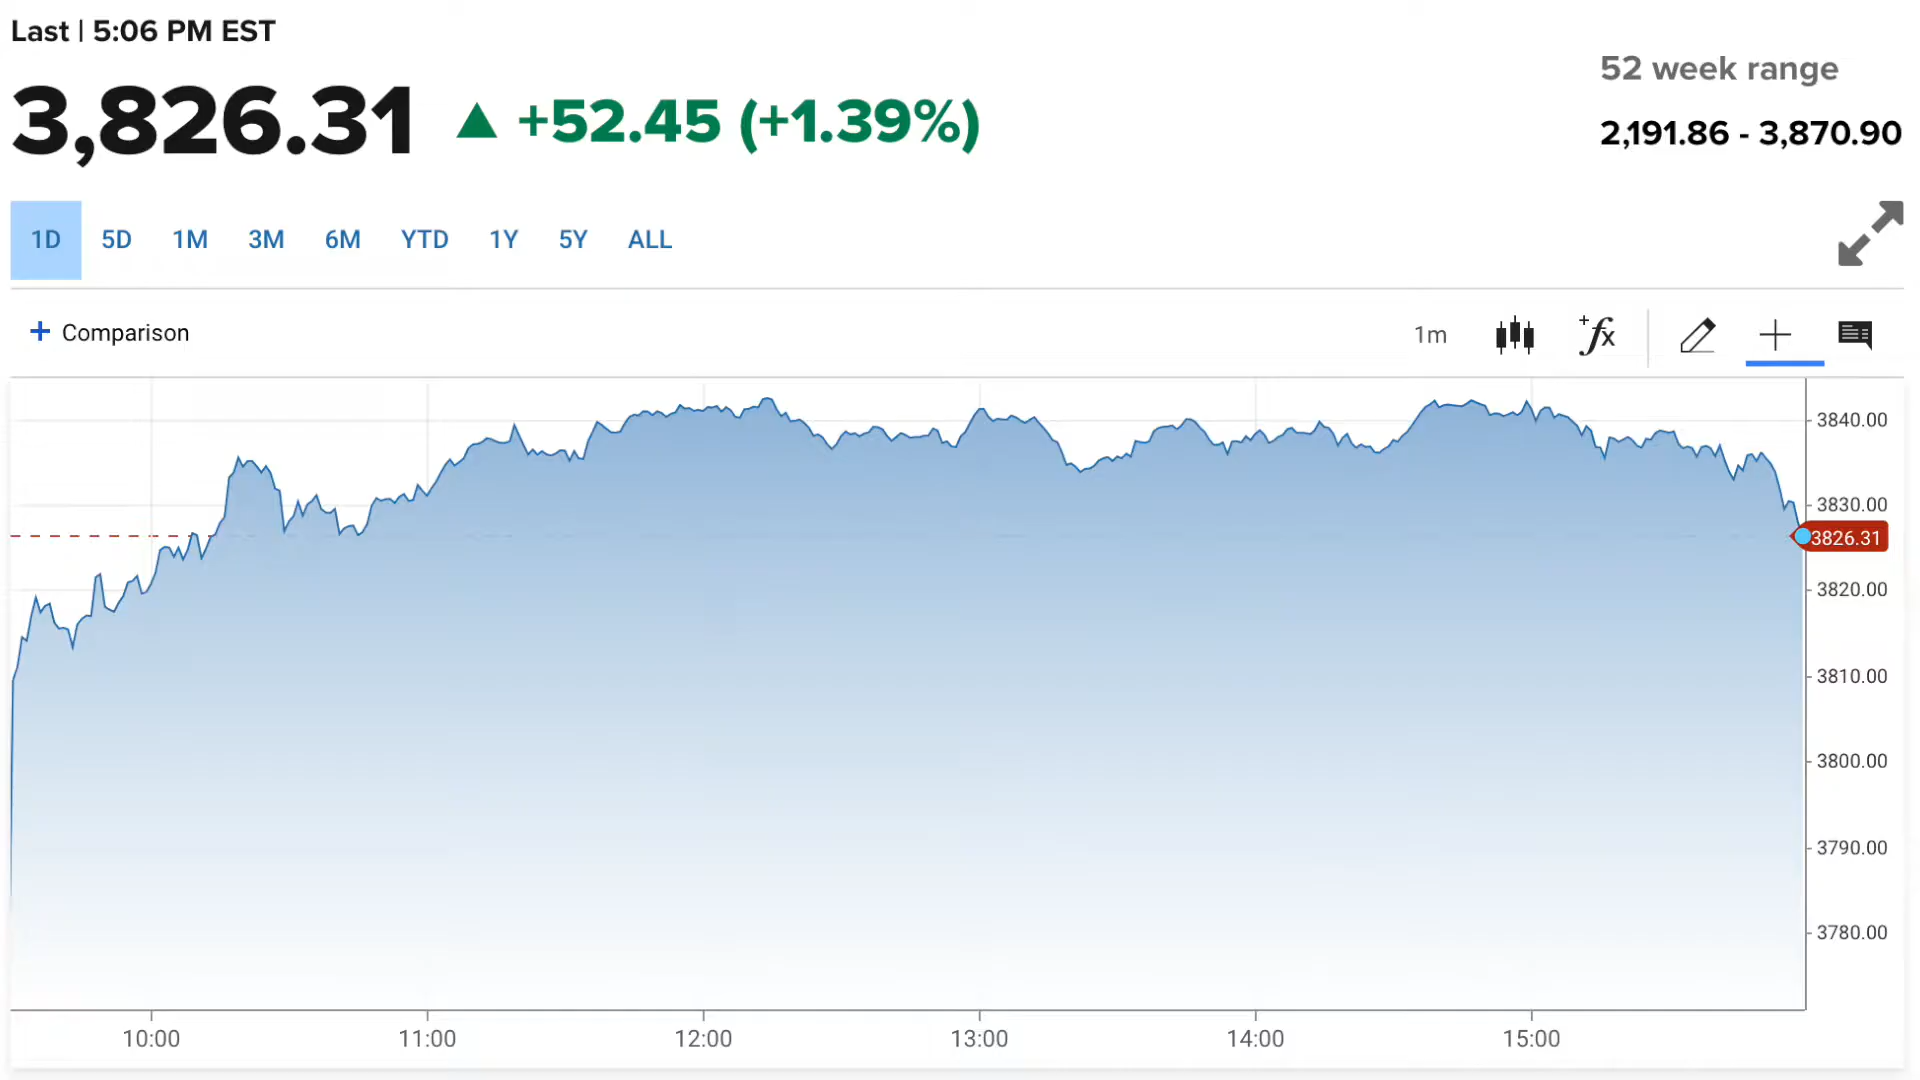 Last | 5:06 PM EST
3,826.31 ▲ +52.45 (+1.39%)
52 week range
2,191.86 - 3,870.90
1D 5D 1M 3M 6M YTD 1Y 5Y ALL
+ Comparison
1m
+fx
3840.00
3830.00
3826.31
3820.00
3810.00
3800.00
3790.00
3780.00
10:00 11:00 12:00 13:00 14:00 15:00